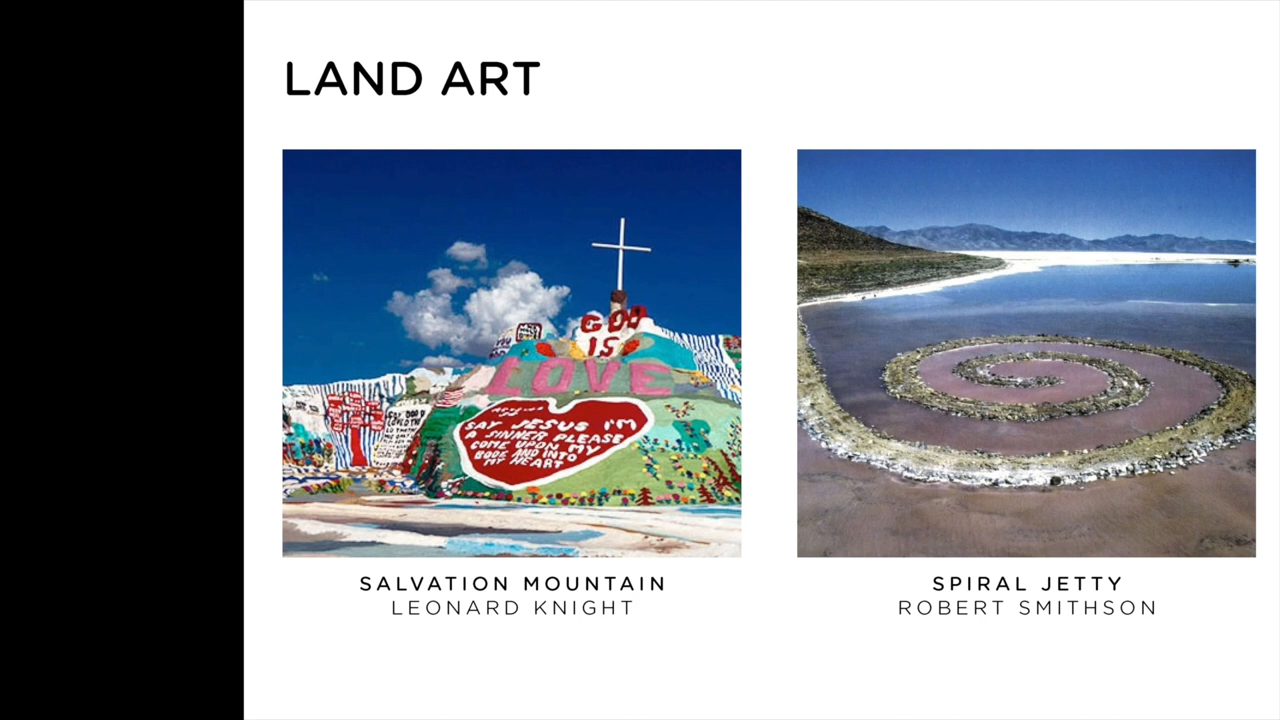 LAND ART
GOD
IS
LOVE
SAY JESUS I'M
A SINNER PLEASE
COME UPON MY
BODE AND INTO
MY HEART
SALVATION MOUNTAIN
LEONARD KNIGHT
SPIRAL JETTY
ROBERT SMITHSON